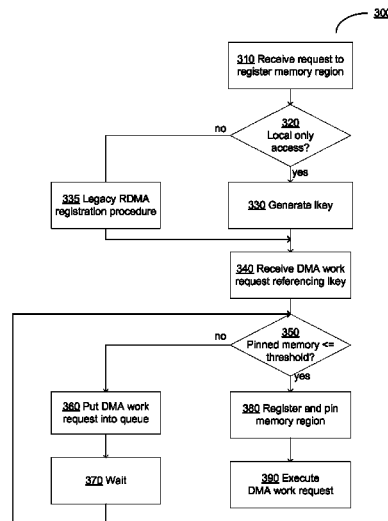 300
310 Receive request to
register memory region
320
Local only
access?
no
yes
335 Legacy RDMA
registration procedure
330 Generate lkey
340 Receive DMA work
request referencing lkey
350
Pinned memory <=
threshold?
no
yes
360 Put DMA work
request into queue
380 Register and pin
memory region
370 Wait
390 Execute
DMA work request